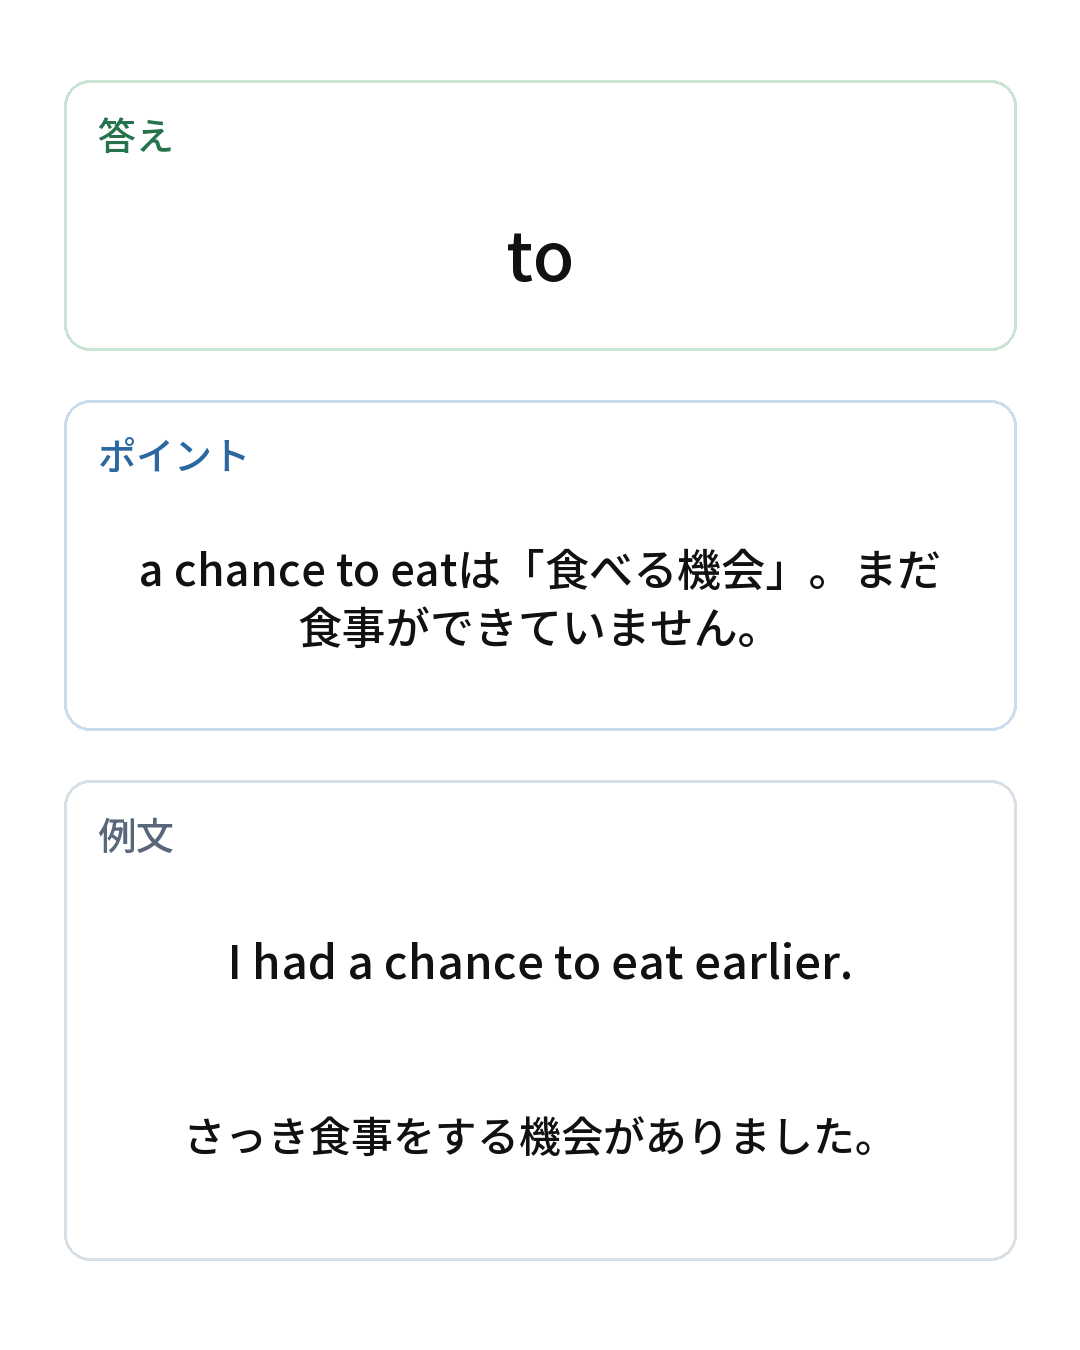 答え
to
ポイント
a chance to eatは「食べる機会」。まだ
食事ができていません。
例文
I had a chance to eat earlier.
さっき食事をする機会がありました。